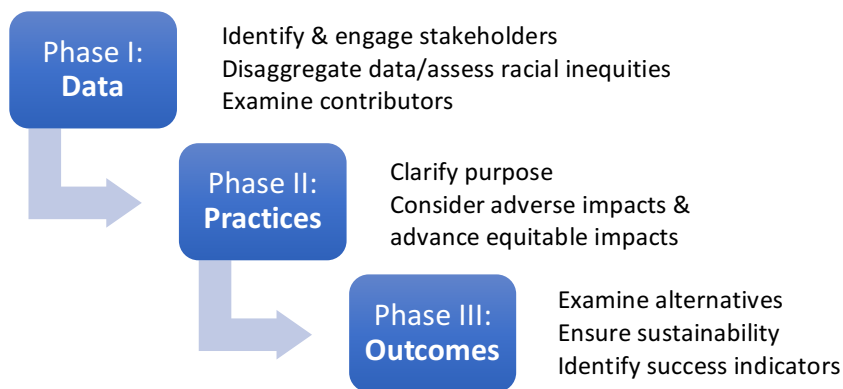 Phase I:
Data
Identify & engage stakeholders
Disaggregate data/assess racial inequities
Examine contributors
Phase II:
Practices
Clarify purpose
Consider adverse impacts &
advance equitable impacts
Phase III:
Outcomes
Examine alternatives
Ensure sustainability
Identify success indicators